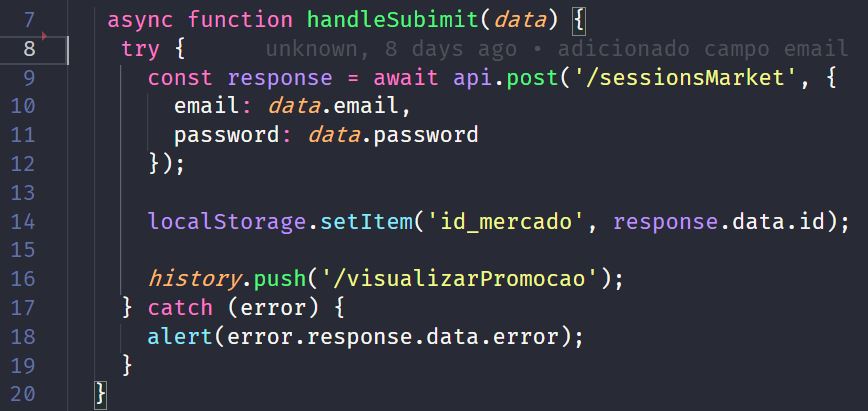 7 async function handleSubimit(data) {
8 try { unknown, 8 days ago • adicionado campo email
9 const response = await api.post('/sessionsMarket', {
10 email: data.email,
11 password: data.password
12 });
13
14 localStorage.setItem('id_mercado', response.data.id);
15
16 history.push('/visualizarPromocao');
17 } catch (error) {
18 alert(error.response.data.error);
19 }
20 }